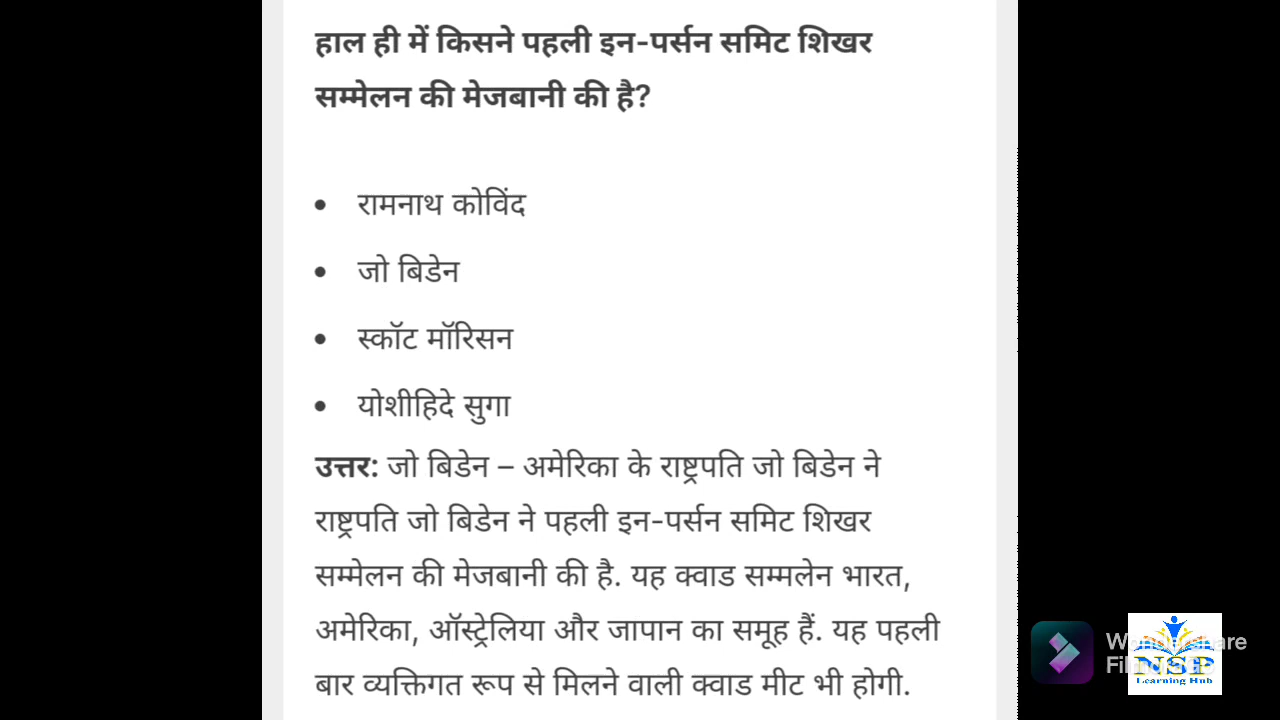 हाल ही में किसने पहली इन-पर्सन समिट शिखर
सम्मेलन की मेजबानी की है?
• रामनाथ कोविंद
• जो बिडेन
• स्कॉट मॉरिसन
• योशीहिदे सुगा
उत्तर: जो बिडेन – अमेरिका के राष्ट्रपति जो बिडेन ने
राष्ट्रपति जो बिडेन ने पहली इन-पर्सन समिट शिखर
सम्मेलन की मेजबानी की है. यह क्वाड सम्मलेन भारत,
अमेरिका, ऑस्ट्रेलिया और जापान का समूह हैं. यह पहली
बार व्यक्तिगत रूप से मिलने वाली क्वाड मीट भी होगी.
NSP
Learning Hub